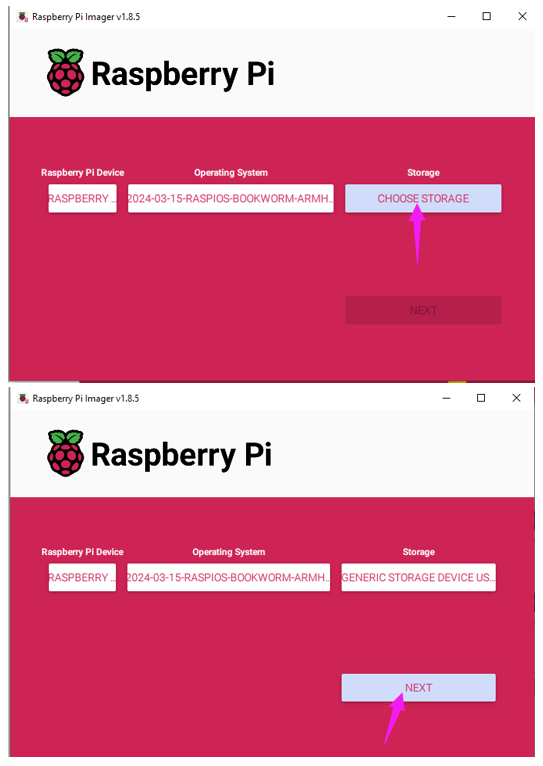 Raspberry Pi Imager v1.8.5
Raspberry Pi
Raspberry Pi Device Operating System Storage
RASPBERRY ... 2024-03-15-RASPIOS-BOOKWORM-ARMH... CHOOSE STORAGE
NEXT
Raspberry Pi Imager v1.8.5
Raspberry Pi
Raspberry Pi Device Operating System Storage
RASPBERRY ... 2024-03-15-RASPIOS-BOOKWORM-ARMH... GENERIC STORAGE DEVICE US...
NEXT